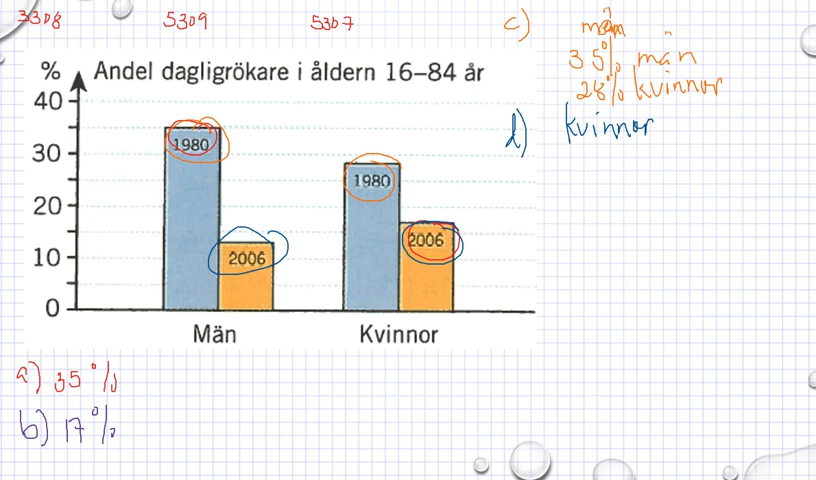 3308 5309 5307
c) män
35% män
28% kvinnor
d) kvinnor
% Andel dagligrökare i åldern 16–84 år
40
30
20
10
0
1980
2006
1980
2006
Män Kvinnor
a) 35%
b) 17%